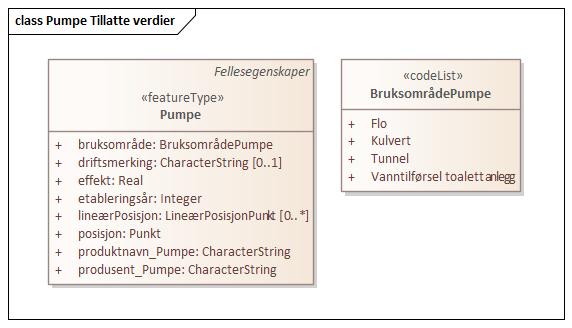 class Pumpe Tillatte verdier
Fellesegenskaper
«featureType»
Pumpe
+ bruksområde: BruksområdePumpe
+ driftsmerking: CharacterString [0..1]
+ effekt: Real
+ etableringsår: Integer
+ lineærPosisjon: LineærPosisjonPunkt [0..*]
+ posisjon: Punkt
+ produktnavn_Pumpe: CharacterString
+ produsent_Pumpe: CharacterString
«codeList»
BruksområdePumpe
+ Flo
+ Kulvert
+ Tunnel
+ Vanntilførsel toalettanlegg